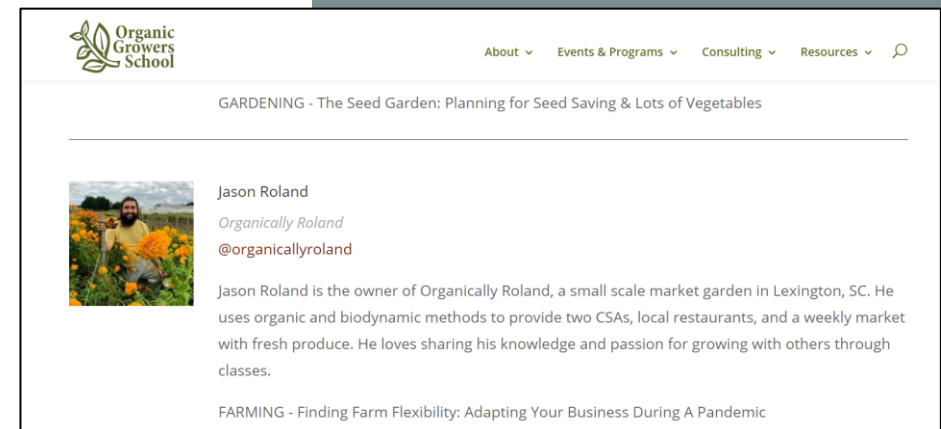 Organic
Growers
School
About
Events & Programs
Consulting
Resources
GARDENING - The Seed Garden: Planning for Seed Saving & Lots of Vegetables
Jason Roland
Organically Roland
@organicallyroland
Jason Roland is the owner of Organically Roland, a small scale market garden in Lexington, SC. He
uses organic and biodynamic methods to provide two CSAs, local restaurants, and a weekly market
with fresh produce. He loves sharing his knowledge and passion for growing with others through
classes.
FARMING - Finding Farm Flexibility: Adapting Your Business During A Pandemic